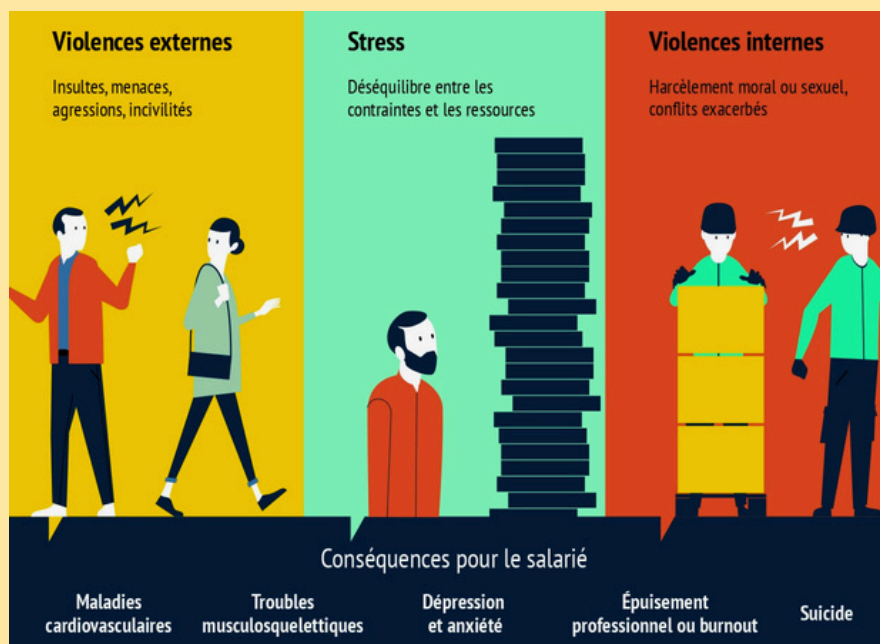 Violences externes
Insultes, menaces,
agressions, incivilités
Stress
Déséquilibre entre les
contraintes et les ressources
Violences internes
Harcèlement moral ou sexuel,
conflits exacerbés
Conséquences pour le salarié
Maladies
cardiovasculaires
Troubles
musculosquelettiques
Dépression
et anxiété
Épuisement
professionnel ou burnout
Suicide